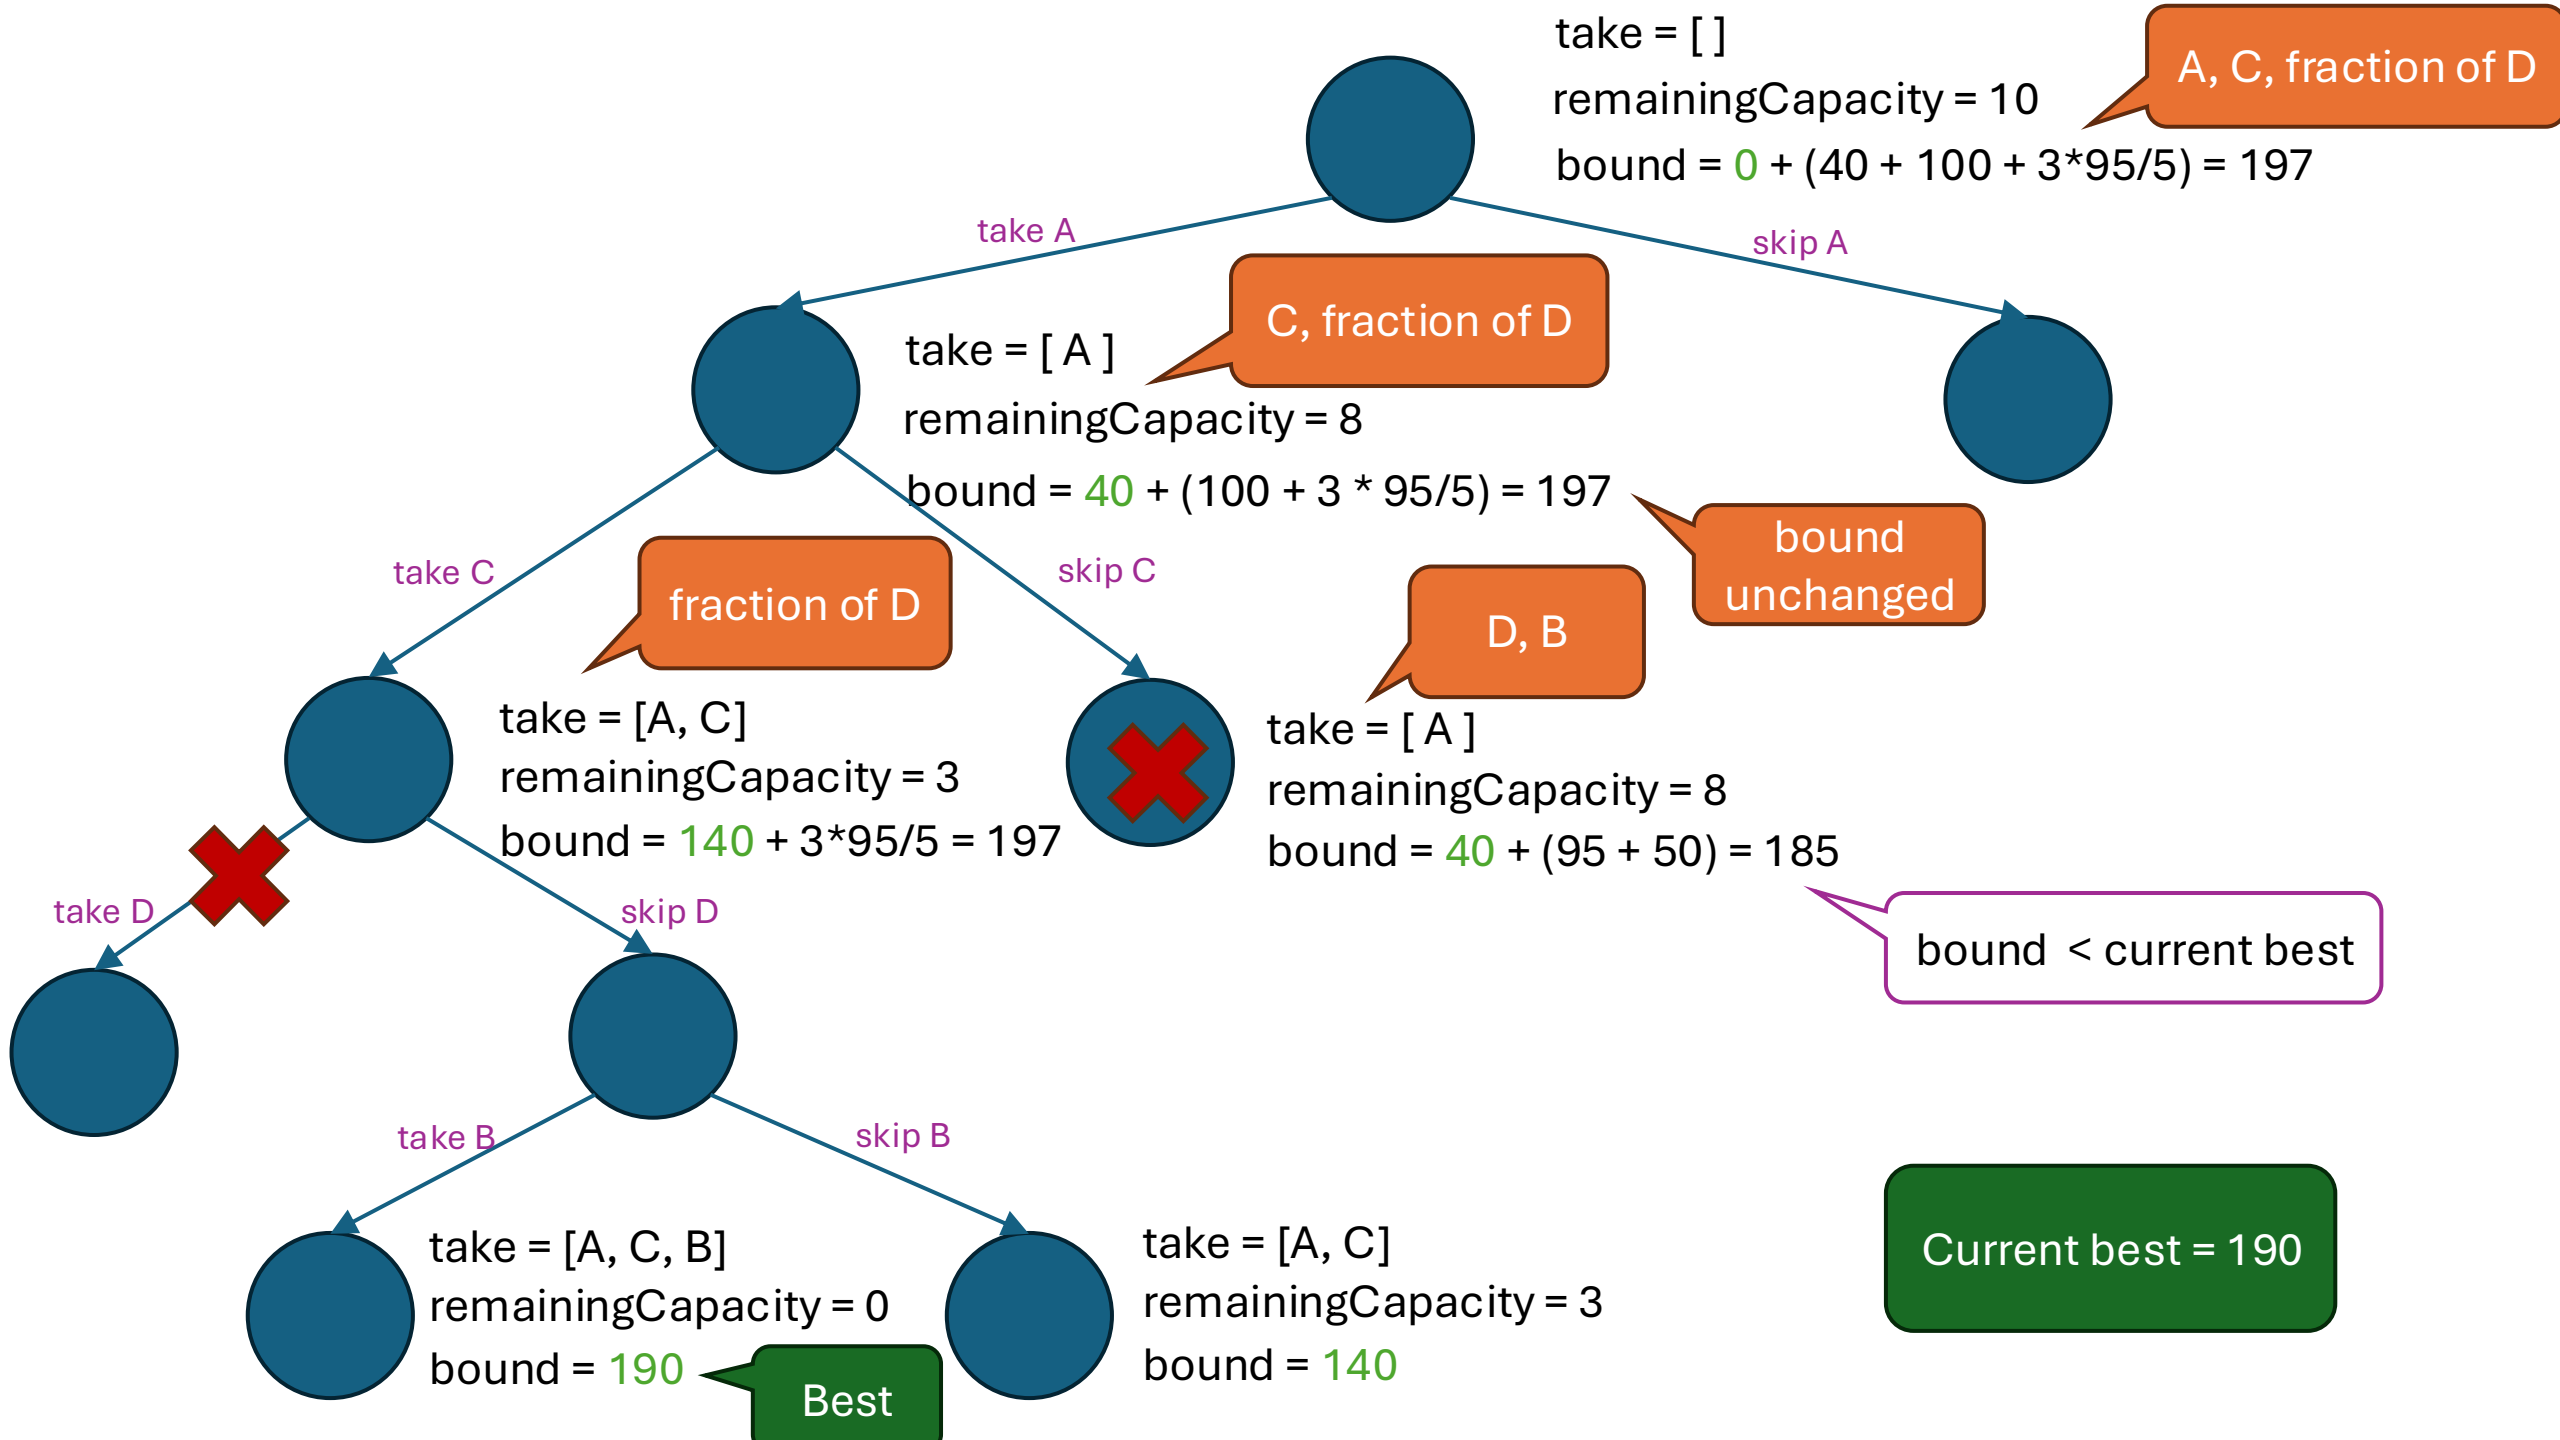 take = [ ]
A, C, fraction of D
remainingCapacity = 10
bound = 0 + (40 + 100 + 3*95/5) = 197
take A
skip A
C, fraction of D
take = [ A ]
remainingCapacity = 8
bound = 40 + (100 + 3 * 95/5) = 197
bound
unchanged
take C
skip C
fraction of D
D, B
take = [A, C]
remainingCapacity = 3
bound = 140 + 3*95/5 = 197
take = [ A ]
remainingCapacity = 8
bound = 40 + (95 + 50) = 185
bound < current best
take D
skip D
take B
skip B
take = [A, C, B]
remainingCapacity = 0
bound = 190
Best
take = [A, C]
remainingCapacity = 3
bound = 140
Current best = 190